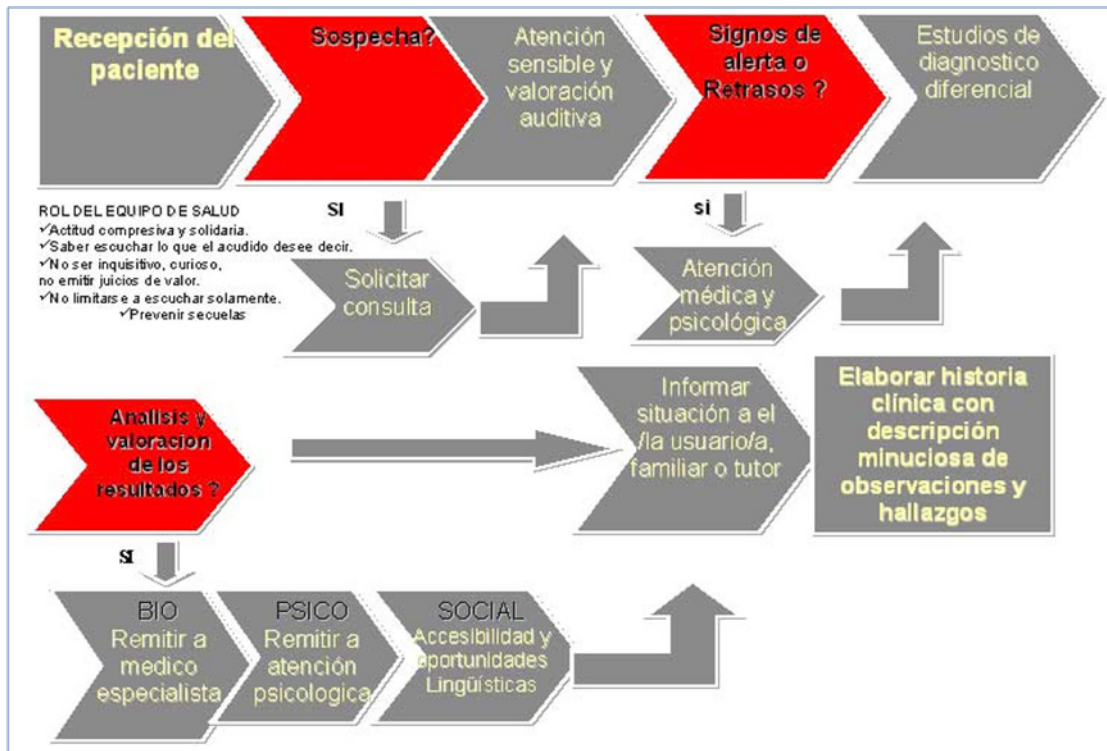 Recepción del
paciente
Sospecha?
Atención
sensible y
valoración
auditiva
Signos de
alerta o
Retrasos ?
Estudios de
diagnostico
diferencial
ROL DEL EQUIPO DE SALUD
✓Actitud compresiva y solidaria.
✓Saber escuchar lo que el acudido desee decir.
✓No ser inquisitivo, curioso,
no emitir juicios de valor.
✓No limitarse a escuchar solamente.
✓Prevenir secuelas
SI
Solicitar
consulta
si
Atención
médica y
psicológica
Analisis y
valoracion
de los
resultados ?
Informar
situación a el
/la usuario/a,
familiar o tutor
Elaborar historia
clínica con
descripción
minuciosa de
observaciones y
hallazgos
SI
BIO
Remitir a
medico
especialista
PSICO
Remitir a
atención
psicologica
SOCIAL
Accesibilidad y
oportunidades
Lingüísticas